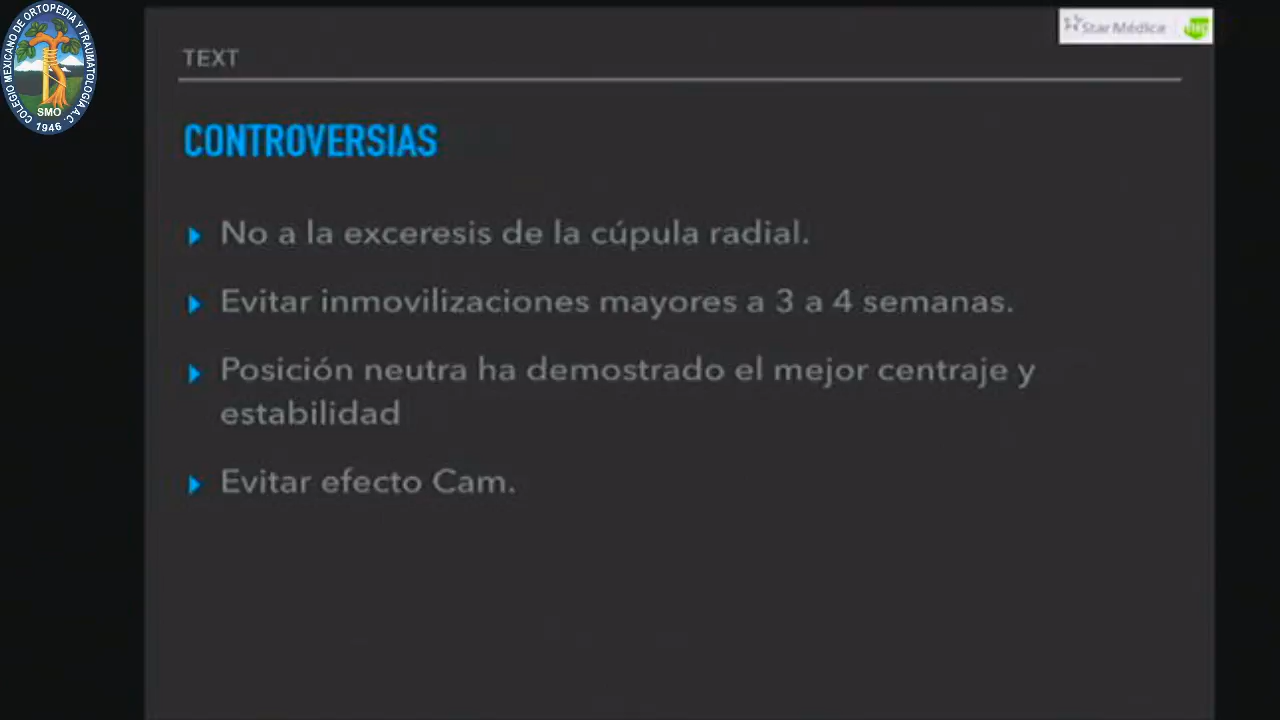 COLEGIO MEXICANO DE ORTOPEDIA Y TRAUMATOLOGÍA A.C.
SMO
1946
Star Médica
TEXT
CONTROVERSIAS
No a la exceresis de la cúpula radial.
Evitar inmovilizaciones mayores a 3 a 4 semanas.
Posición neutra ha demostrado el mejor centraje y
estabilidad
Evitar efecto Cam.